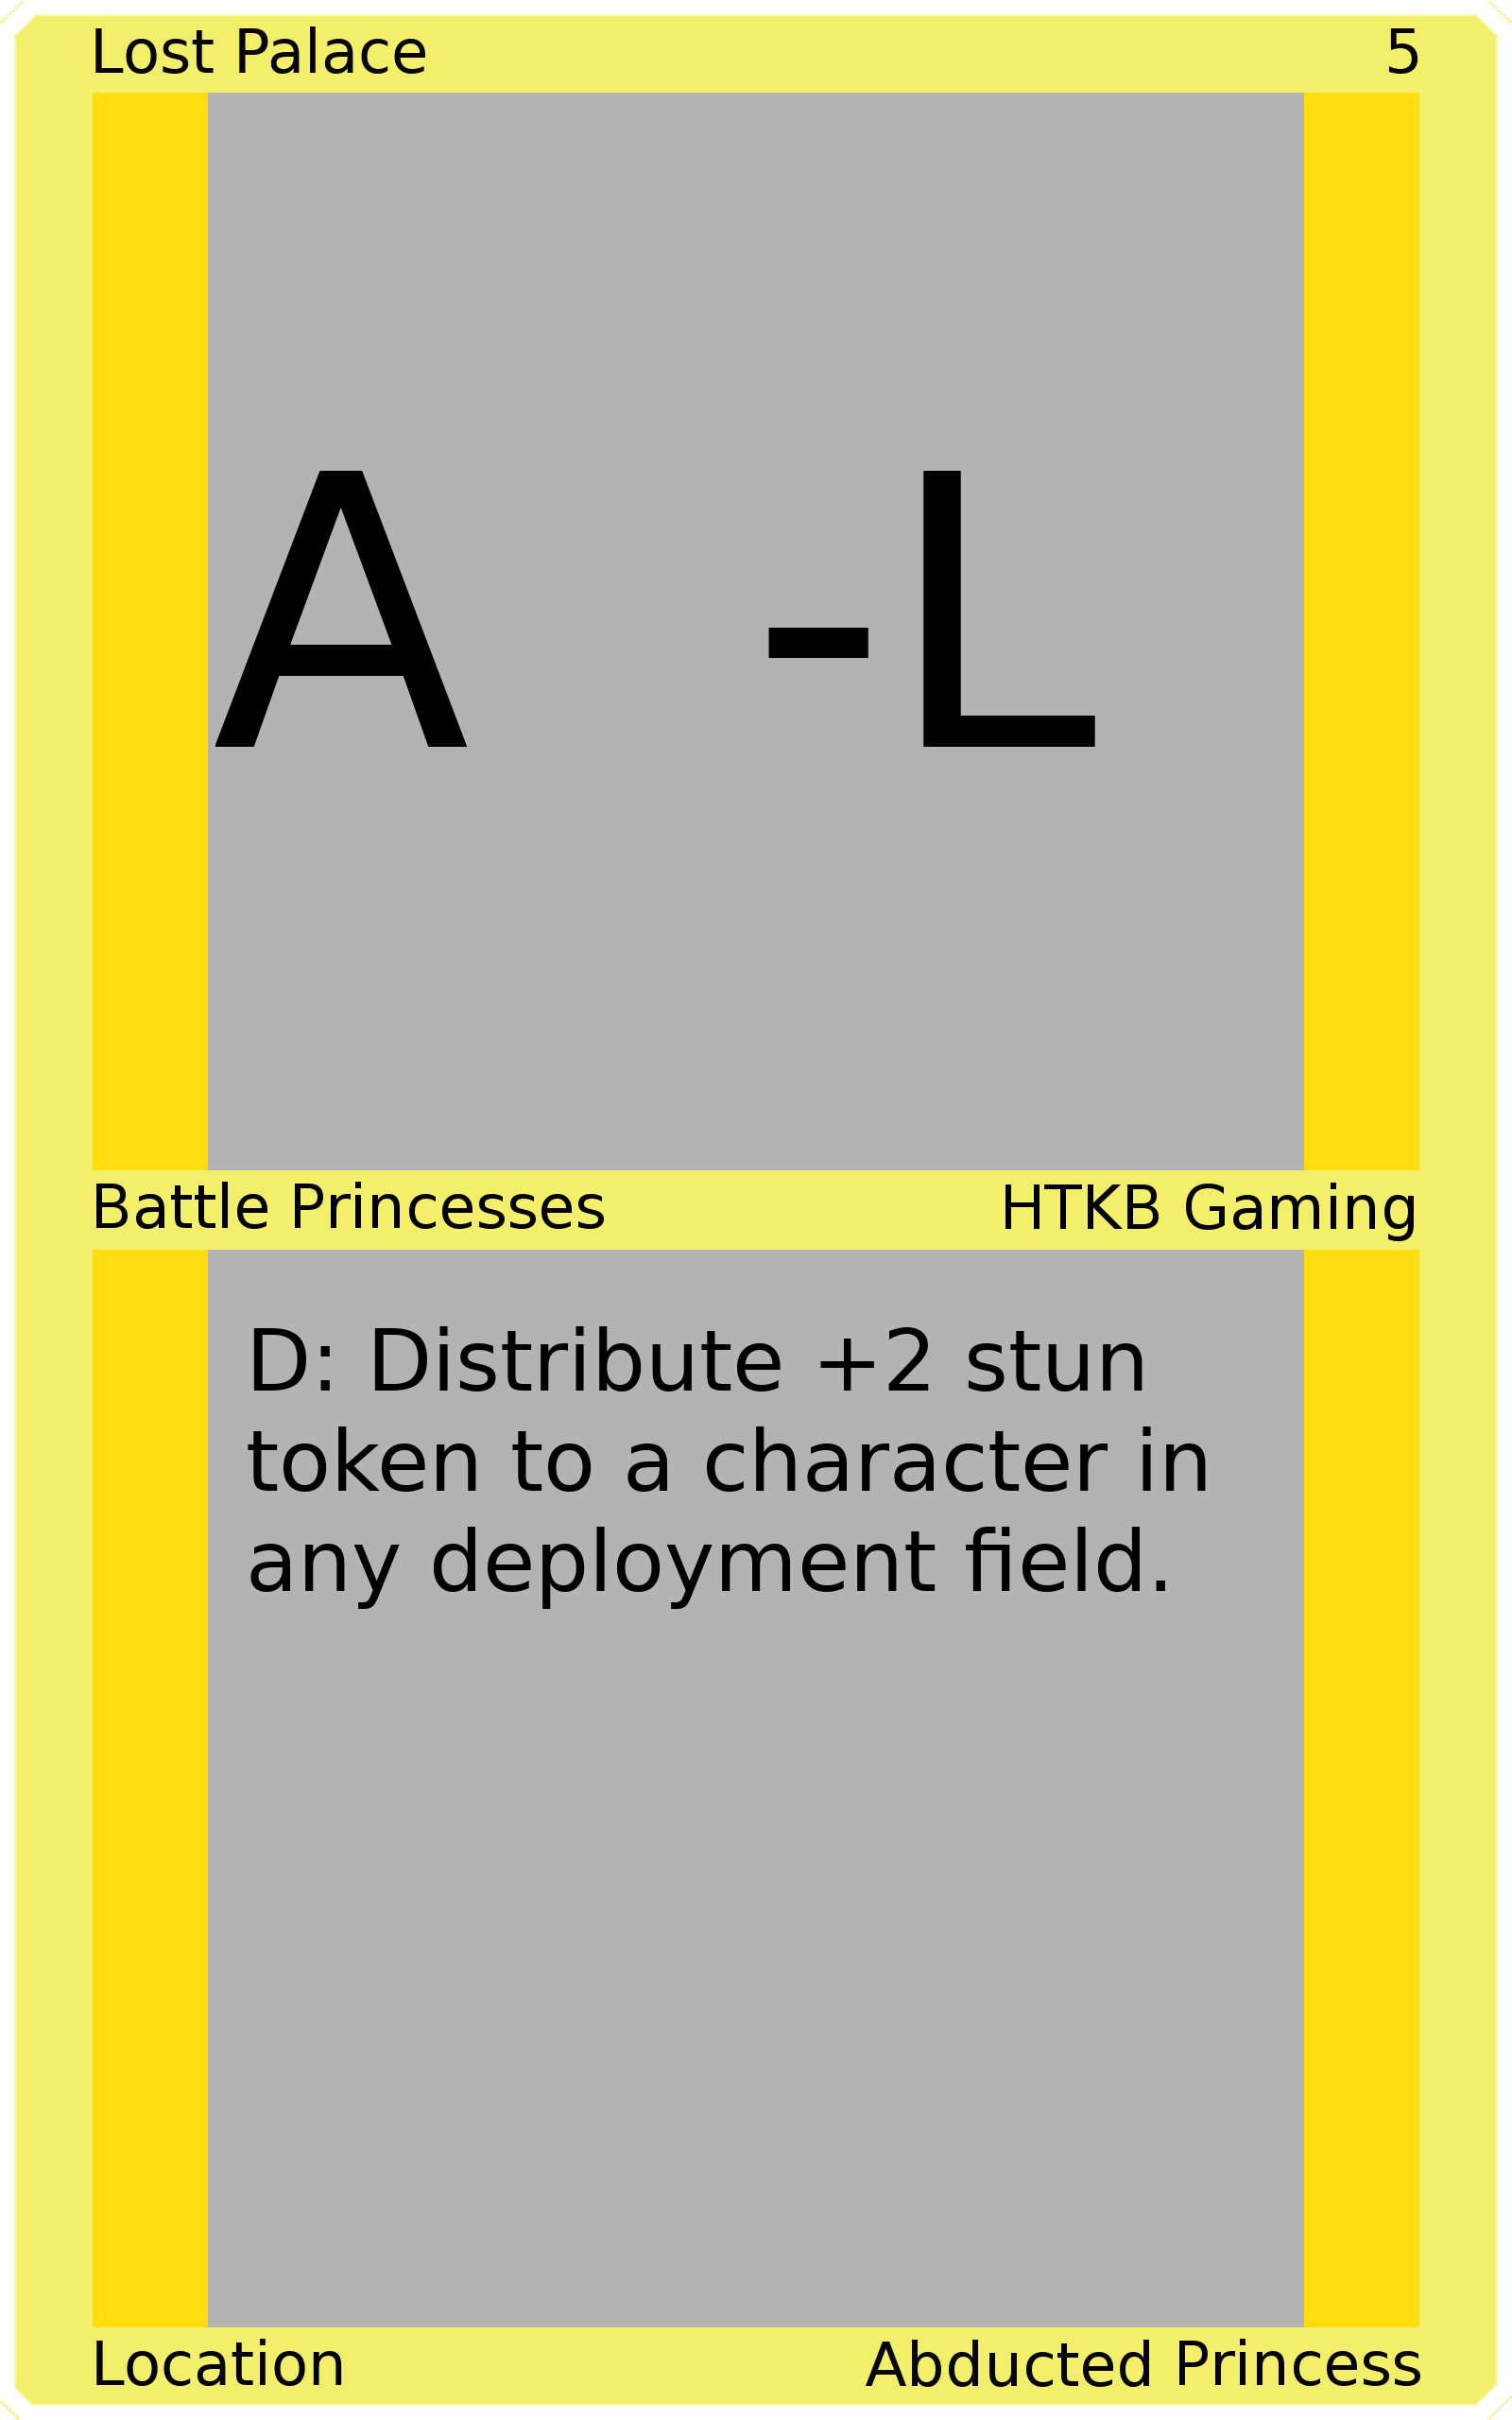 Lost Palace 5
A -L
Battle Princesses HTKB Gaming
D: Distribute +2 stun
token to a character in
any deployment field.
Location Abducted Princess